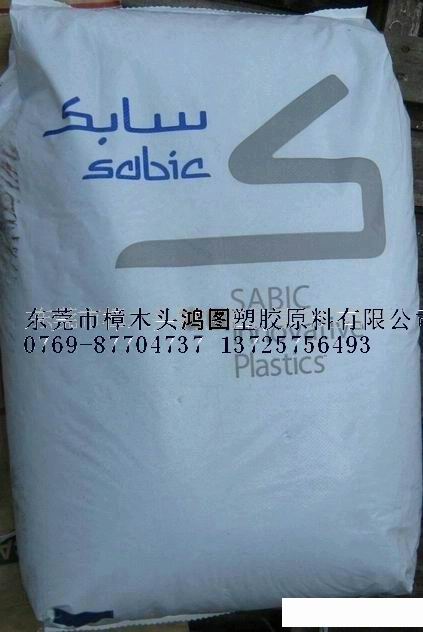 سابك
sabic
SABIC
东莞市樟木头鸿图塑胶原料有限公
Innovative
0769-87704737 13725756493
Plastics